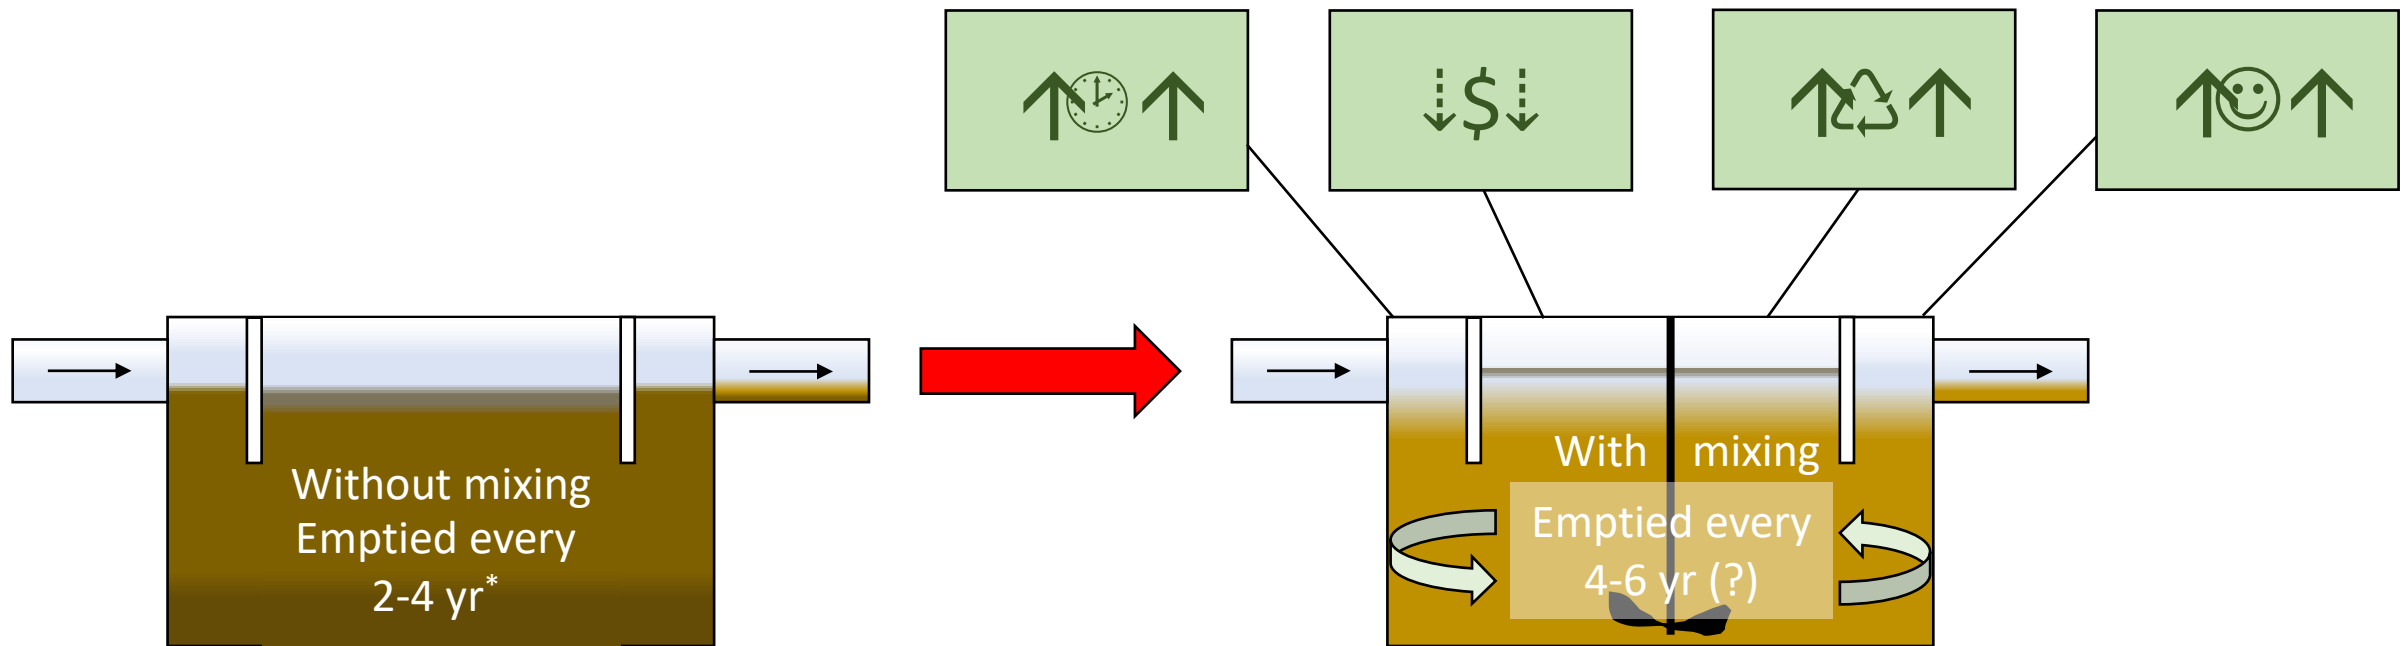 $
Without mixing
Emptied every
2-4 yr*
With mixing
Emptied every
4-6 yr (?)